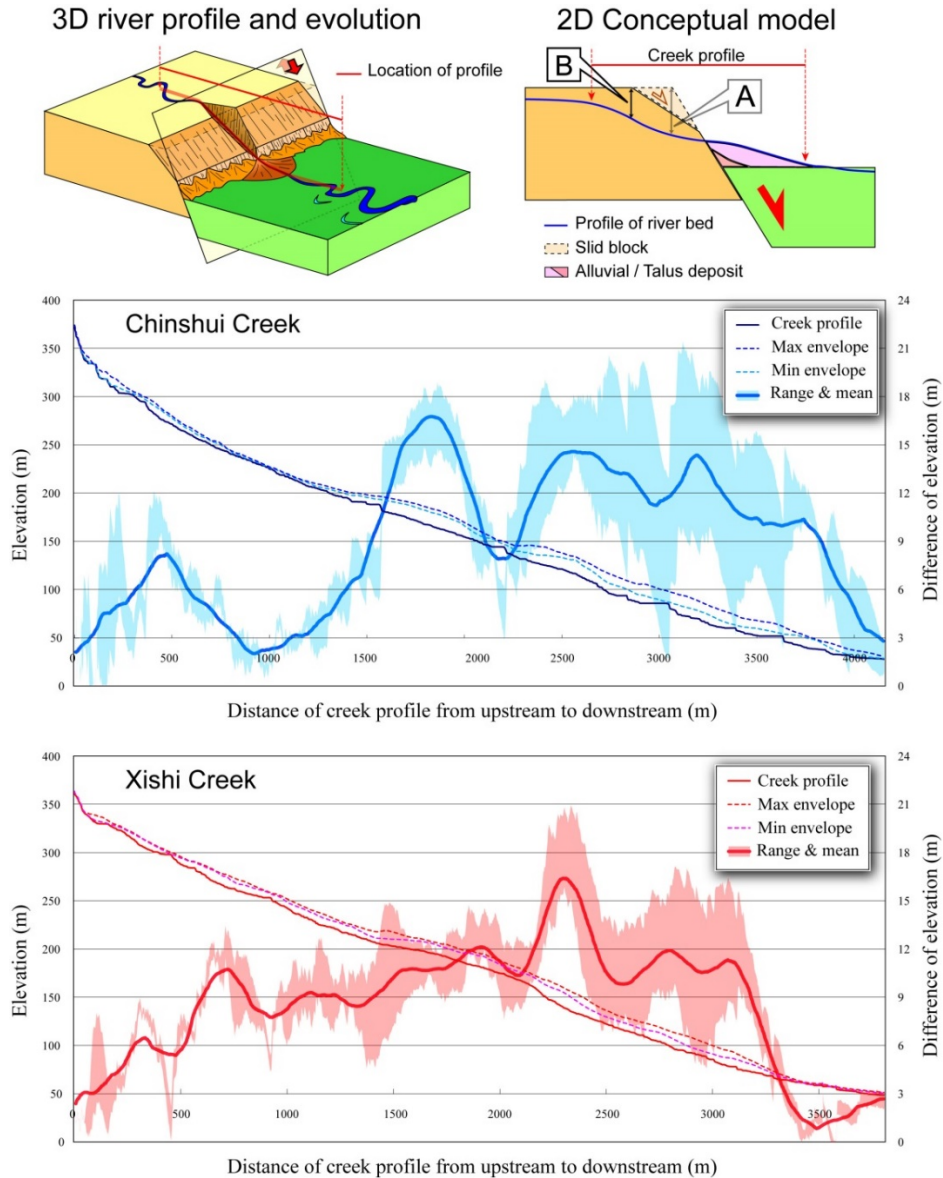 3D river profile and evolution
2D Conceptual model
Location of profile
Creek profile
B
A
Profile of river bed
Slid block
Alluvial / Talus deposit
Chinshui Creek
Creek profile
Max envelope
Min envelope
Range & mean
Elevation (m)
400
350
300
250
200
150
100
50
0
24
21
18
15
12
9
6
3
0
Difference of elevation (m)
0
500
1000
1500
2000
2500
3000
3500
4000
Distance of creek profile from upstream to downstream (m)
Xishi Creek
Creek profile
Max envelope
Min envelope
Range & mean
Elevation (m)
400
350
300
250
200
150
100
50
0
24
21
18
15
12
9
6
3
0
Difference of elevation (m)
0
500
1000
1500
2000
2500
3000
3500
Distance of creek profile from upstream to downstream (m)